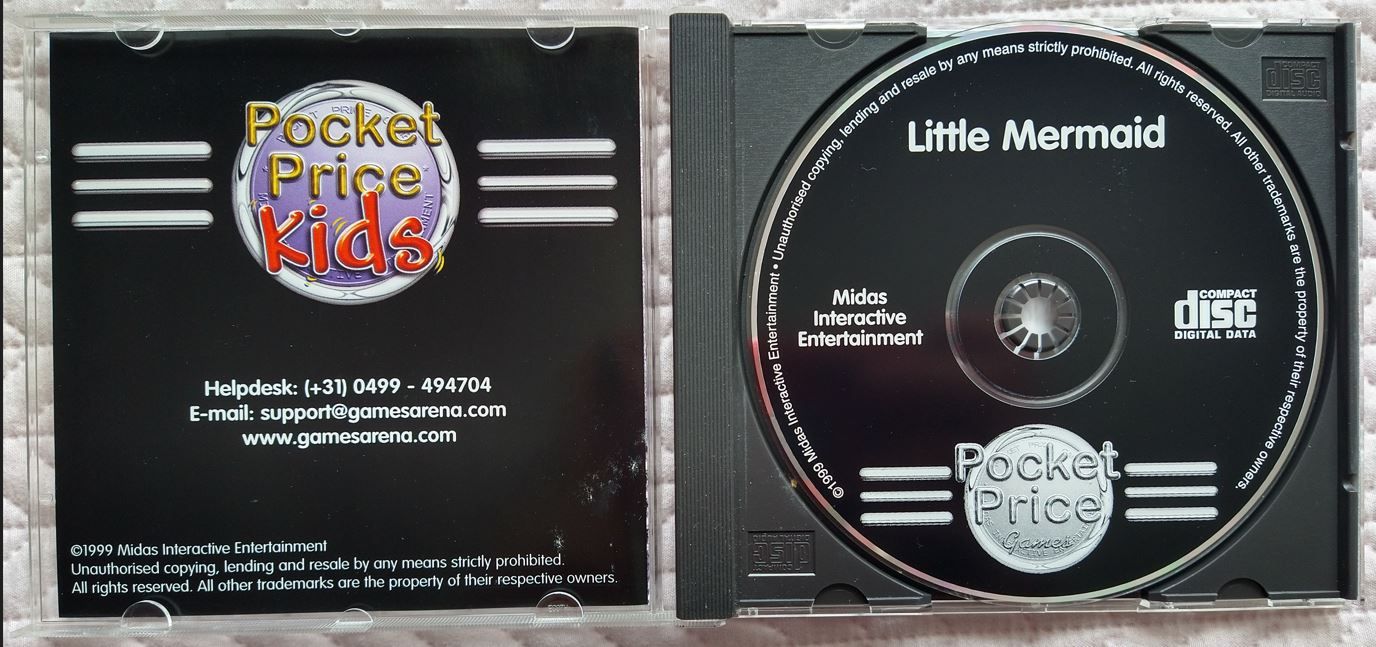 Pocket
Price
kids
Helpdesk: (+31) 0499 - 494704
E-mail: support@gamesarena.com
www.gamesarena.com
©1999 Midas Interactive Entertainment
Unauthorised copying, lending and resale by any means strictly prohibited.
All rights reserved. All other trademarks are the property of their respective owners.
©1999 Midas Interactive Entertainment • Unauthorised copying, lending and resale by any means strictly prohibited. All rights reserved. All other trademarks are the property of their respective owners.
Little Mermaid
Midas
Interactive
Entertainment
COMPACT
disc
DIGITAL DATA
Pocket
Price
Games
COMPACT
disc
DIGITAL AUDIO
COMPACT
disc
DIGITAL AUDIO